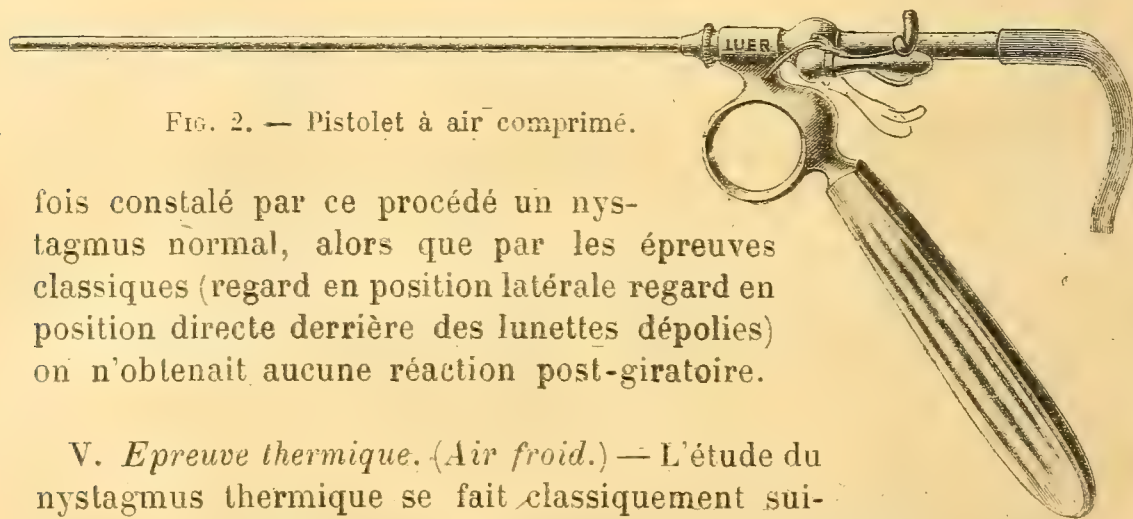 LUER
FIG. 2. — Pistolet à air comprimé.
fois constaté par ce procédé un nys-
tagmus normal, alors que par les épreuves
classiques (regard en position latérale regard en
position directe derrière des lunettes dépolies)
on n'obtenait aucune réaction post-giratoire.
V. Epreuve thermique. (Air froid.) — L'étude du
nystagmus thermique se fait classiquement sui-